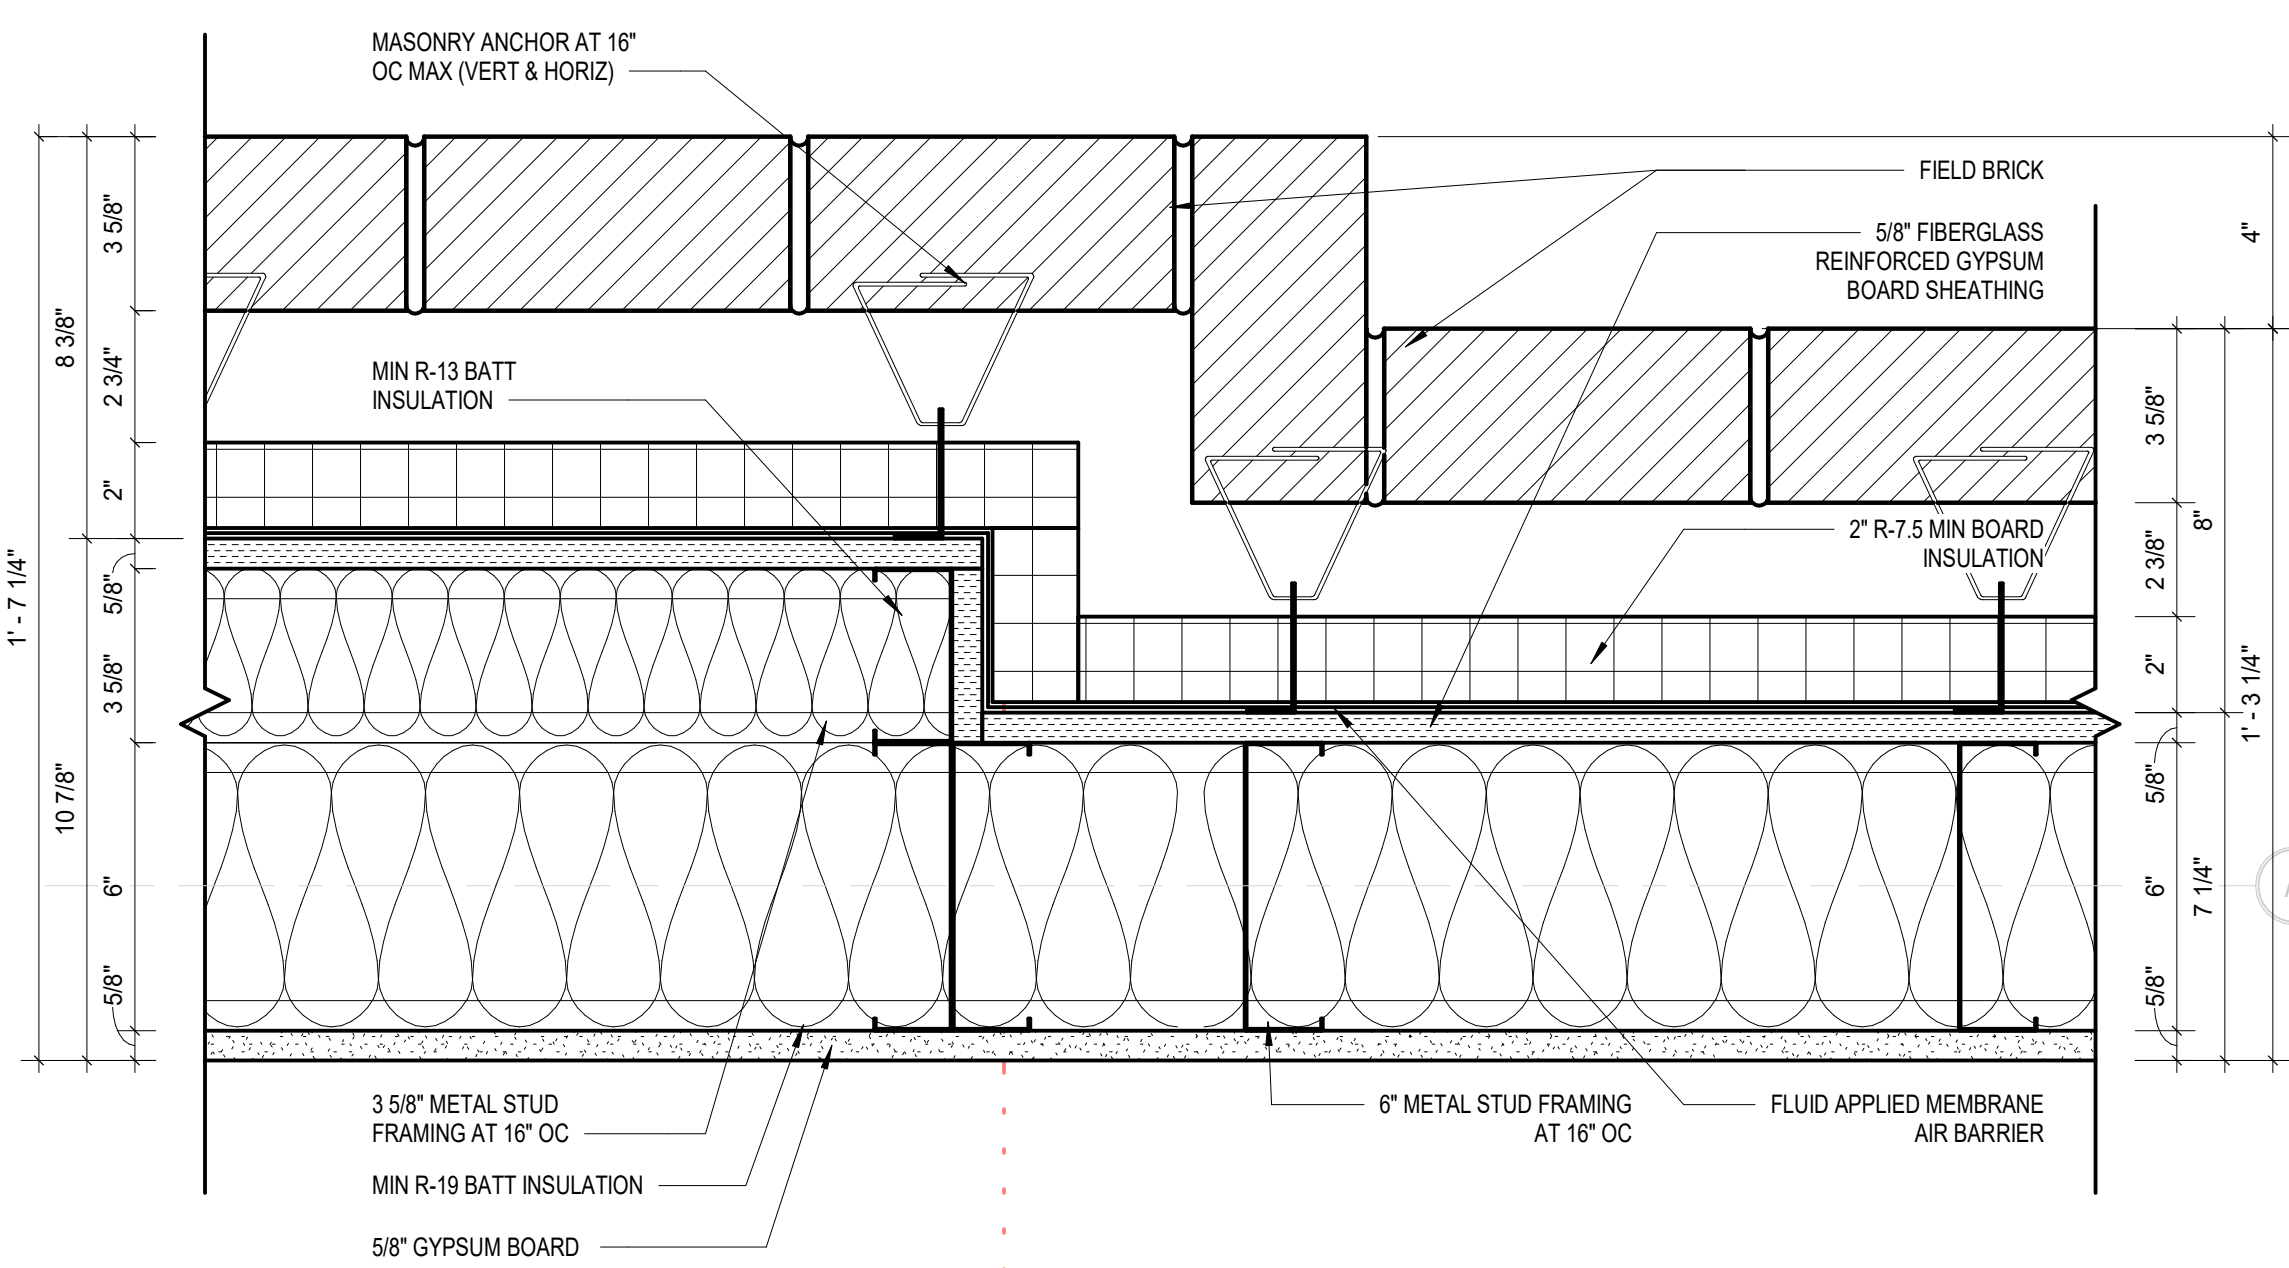 MASONRY ANCHOR AT 16"
OC MAX (VERT & HORIZ)
FIELD BRICK
5/8" FIBERGLASS
REINFORCED GYPSUM
BOARD SHEATHING
MIN R-13 BATT
INSULATION
2" R-7.5 MIN BOARD
INSULATION
3 5/8" METAL STUD
FRAMING AT 16" OC
MIN R-19 BATT INSULATION
5/8" GYPSUM BOARD
6" METAL STUD FRAMING
AT 16" OC
FLUID APPLIED MEMBRANE
AIR BARRIER
1' - 7 1/4"
8 3/8"
10 7/8"
3 5/8"
2 3/4"
2"
5/8"
3 5/8"
6"
5/8"
3 5/8"
2 3/8"
2"
5/8"
6"
5/8"
8"
7 1/4"
4"
1' - 3 1/4"